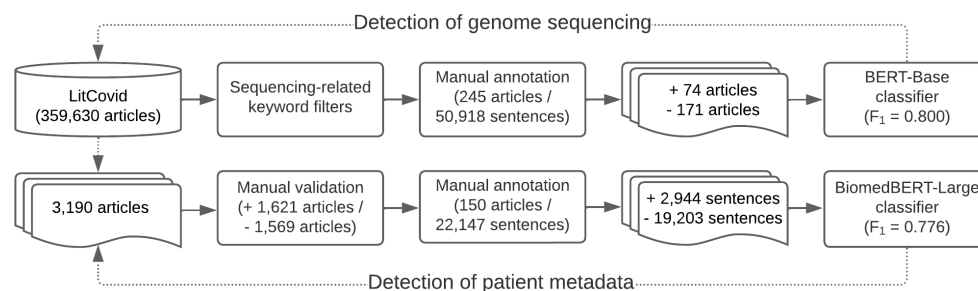 Detection of genome sequencing
LitCovid
(359,630 articles)
Sequencing-related
keyword filters
Manual annotation
(245 articles /
50,918 sentences)
+ 74 articles
- 171 articles
BERT-Base
classifier
(F₁ = 0.800)
3,190 articles
Manual validation
(+ 1,621 articles /
- 1,569 articles)
Manual annotation
(150 articles /
22,147 sentences)
+ 2,944 sentences
- 19,203 sentences
BiomedBERT-Large
classifier
(F₁ = 0.776)
Detection of patient metadata